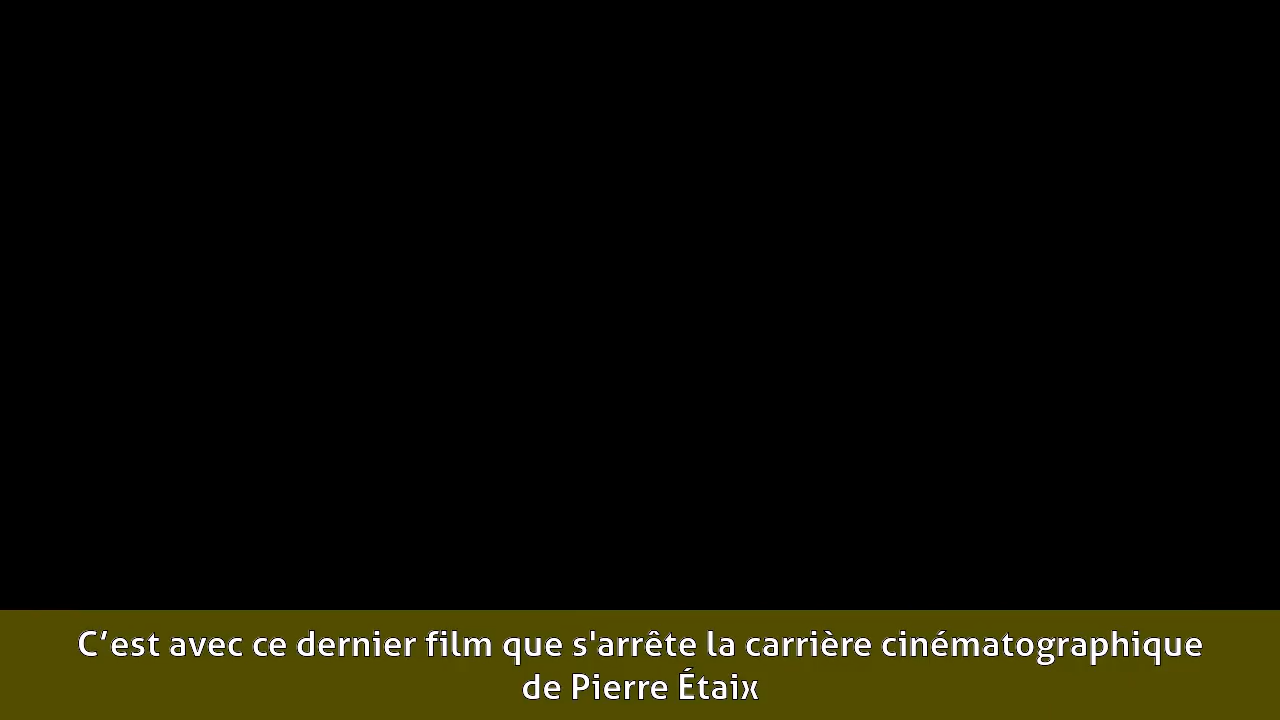 C’est avec ce dernier film que s'arrête la carrière cinématographique
de Pierre Étaix